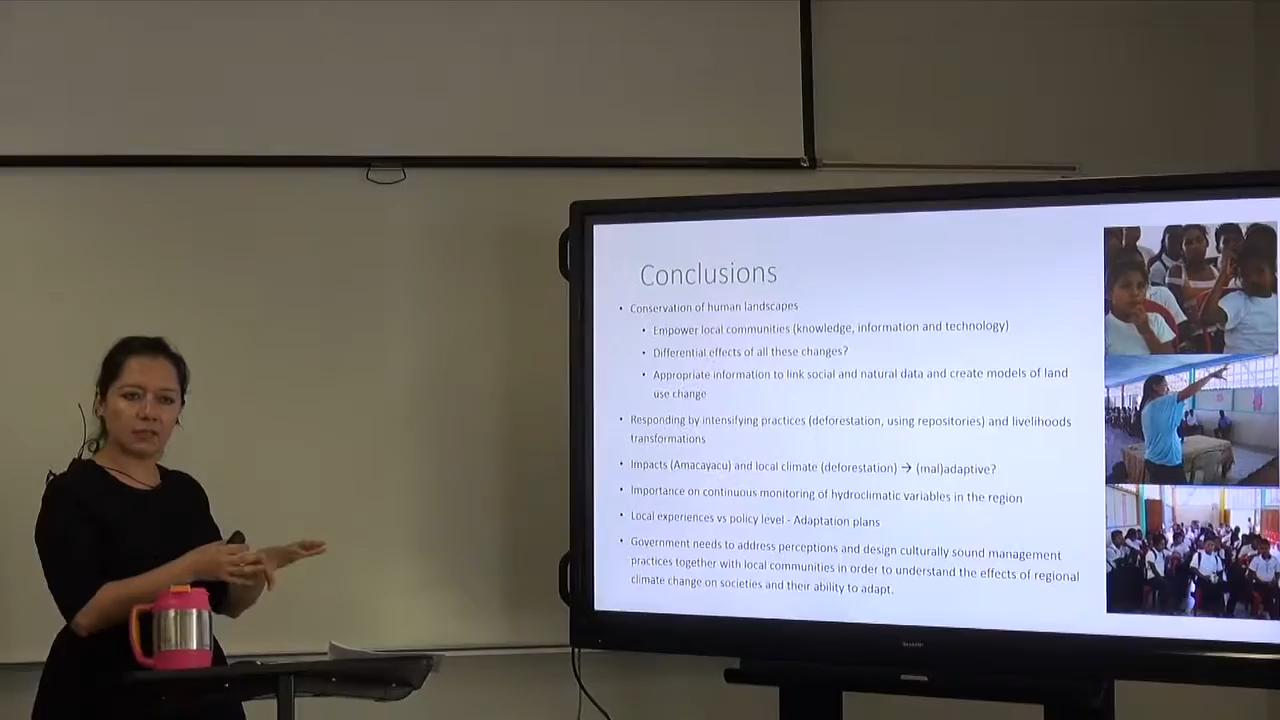 Conclusions
• Conservation of human landscapes
• Empower local communities (knowledge, information and technology)
• Differential effects of all these changes?
• Appropriate information to link social and natural data and create models of land
use change
• Responding by intensifying practices (deforestation, using repositories) and livelihoods
transformations
• Impacts (Amacayacu) and local climate (deforestation) → (mal)adaptive?
• Importance on continuous monitoring of hydroclimatic variables in the region
• Local experiences vs policy level - Adaptation plans
• Government needs to address perceptions and design culturally sound management
practices together with local communities in order to understand the effects of regional
climate change on societies and their ability to adapt.